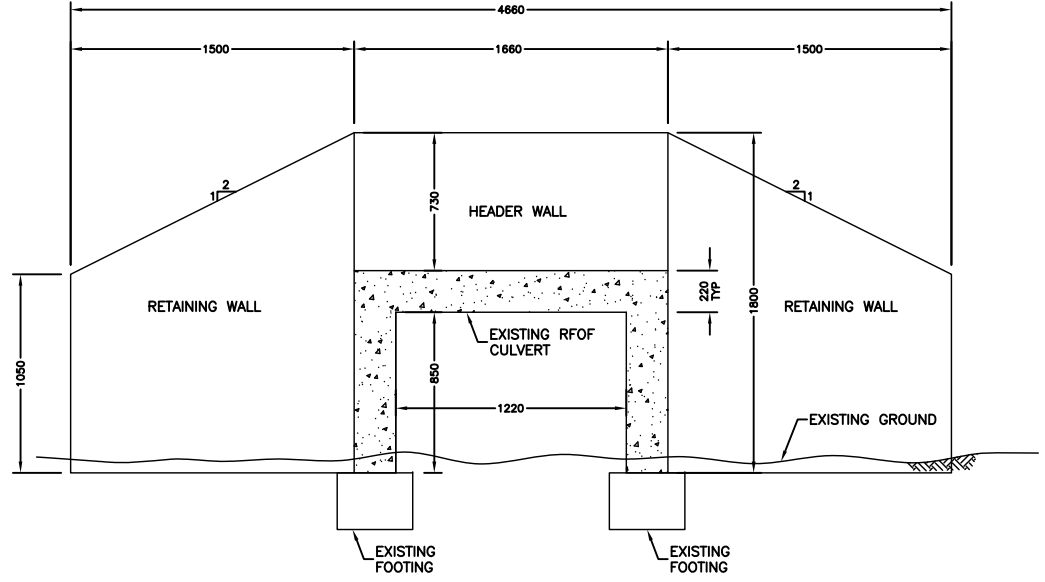 4660
1500
1660
1500
2
1
2
1
730
HEADER WALL
220
TYP
RETAINING WALL
1800
RETAINING WALL
EXISTING RFOF
CULVERT
1050
850
1220
EXISTING GROUND
EXISTING
FOOTING
EXISTING
FOOTING